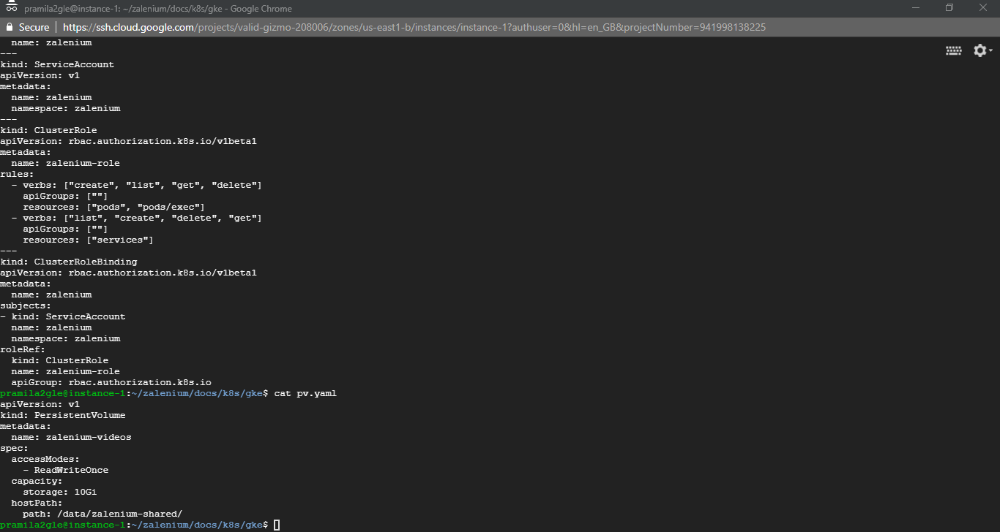 pramila2gle@instance-1: ~/zalenium/docs/k8s/gke - Google Chrome
Secure | https://ssh.cloud.google.com/projects/valid-gizmo-208006/zones/us-east1-b/instances/instance-1?authuser=0&hl=en_GB&projectNumber=941998138225
  name: zalenium
---
kind: ServiceAccount
apiVersion: v1
metadata:
  name: zalenium
  namespace: zalenium
---
kind: ClusterRole
apiVersion: rbac.authorization.k8s.io/v1beta1
metadata:
  name: zalenium-role
rules:
  - verbs: ["create", "list", "get", "delete"]
    apiGroups: [""]
    resources: ["pods", "pods/exec"]
  - verbs: ["list", "create", "delete", "get"]
    apiGroups: [""]
    resources: ["services"]
---
kind: ClusterRoleBinding
apiVersion: rbac.authorization.k8s.io/v1beta1
metadata:
  name: zalenium
subjects:
- kind: ServiceAccount
  name: zalenium
  namespace: zalenium
roleRef:
  kind: ClusterRole
  name: zalenium-role
  apiGroup: rbac.authorization.k8s.io
pramila2gle@instance-1:~/zalenium/docs/k8s/gke$ cat pv.yaml
apiVersion: v1
kind: PersistentVolume
metadata:
  name: zalenium-videos
spec:
  accessModes:
    - ReadWriteOnce
  capacity:
    storage: 10Gi
  hostPath:
    path: /data/zalenium-shared/
pramila2gle@instance-1:~/zalenium/docs/k8s/gke$